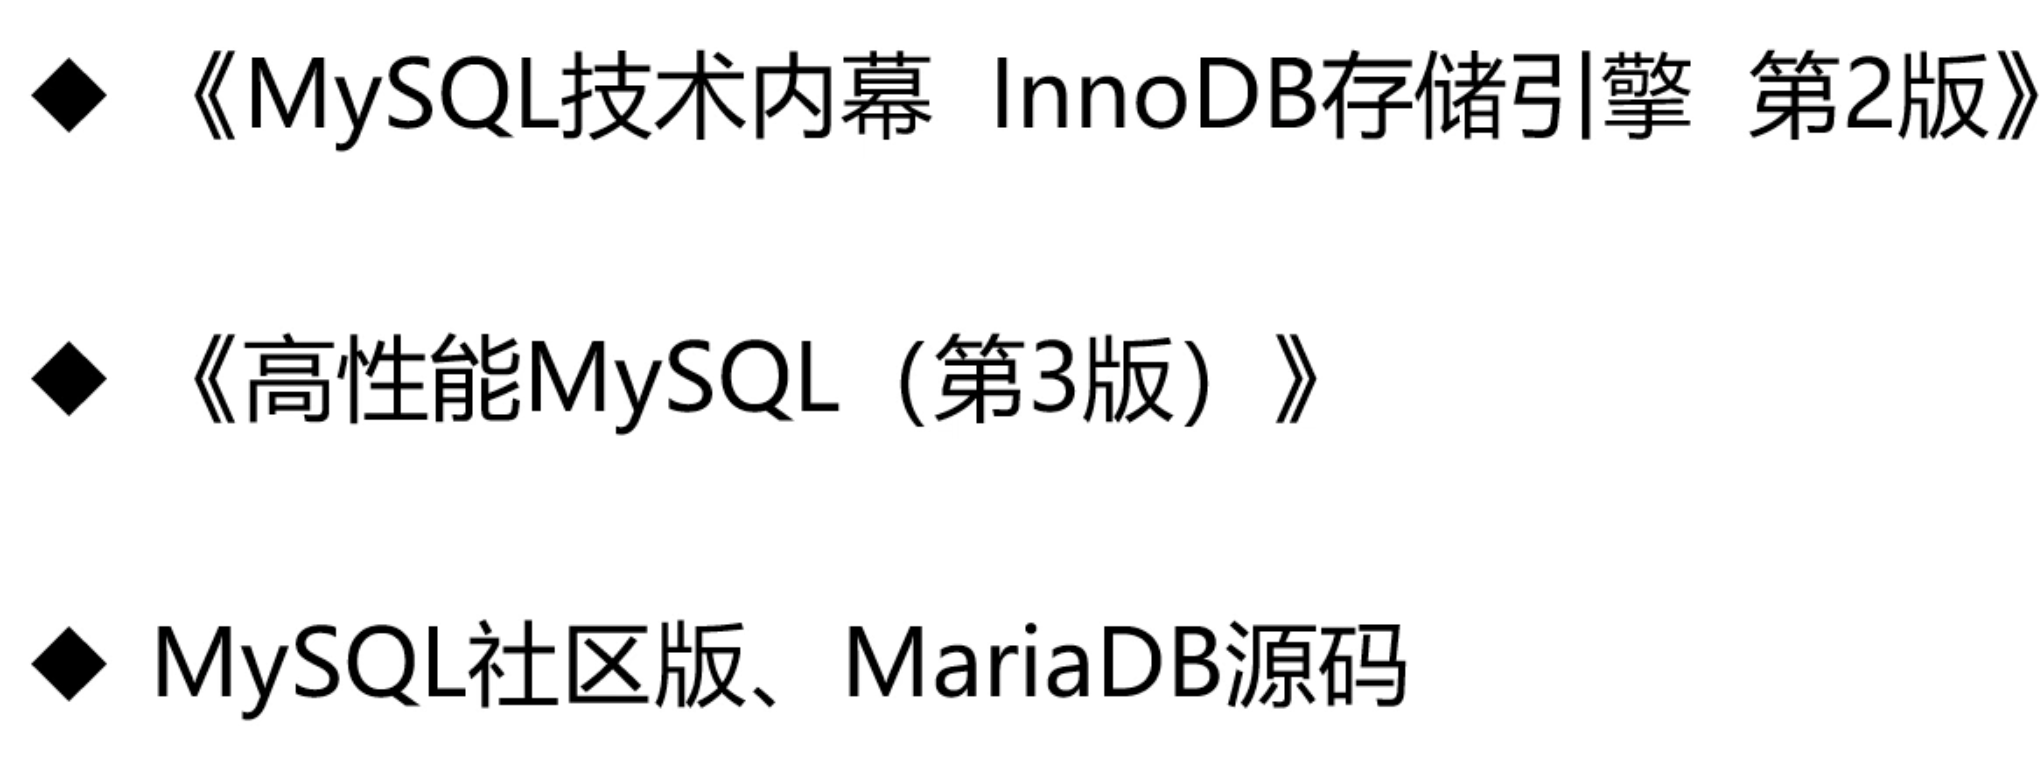 ◆ 《MySQL技术内幕 InnoDB存储引擎 第2版》
◆ 《高性能MySQL（第3版）》
◆ MySQL社区版、MariaDB源码